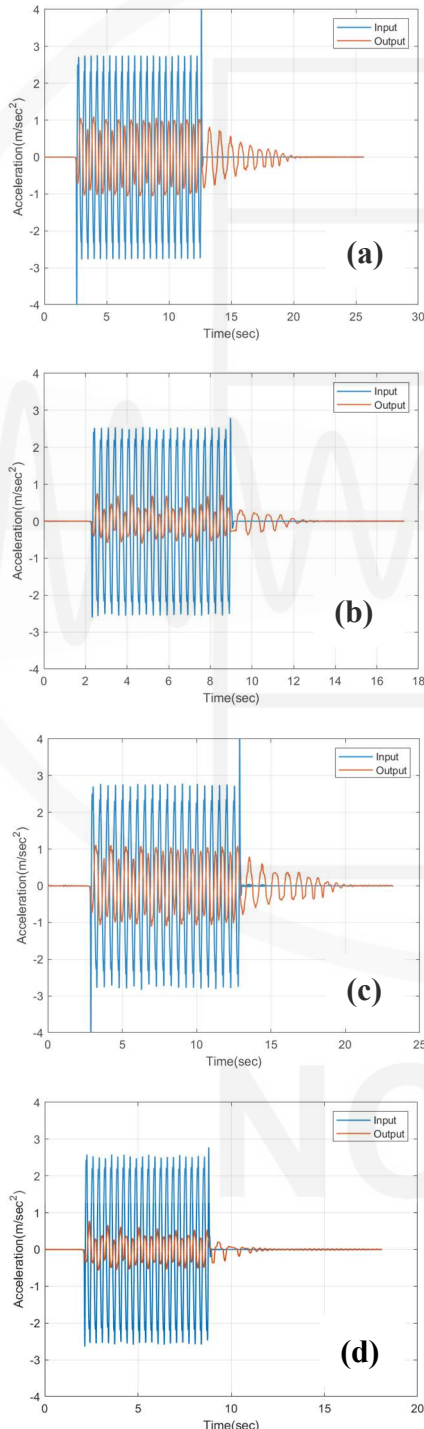 4
3
2
1
0
-1
-2
-3
-4
Acceleration(m/sec²)
Input
Output
(a)
0 5 10 15 20 25 30
Time(sec)
4
3
2
1
0
-1
-2
-3
-4
Acceleration(m/sec²)
Input
Output
(b)
0 2 4 6 8 10 12 14 16 18
Time(sec)
4
3
2
1
0
-1
-2
-3
-4
Acceleration(m/sec²)
Input
Output
(c)
0 5 10 15 20 25
Time(sec)
4
3
2
1
0
-1
-2
-3
-4
Acceleration(m/sec²)
Input
Output
(d)
0 5 10 15 20
Time(sec)
NO